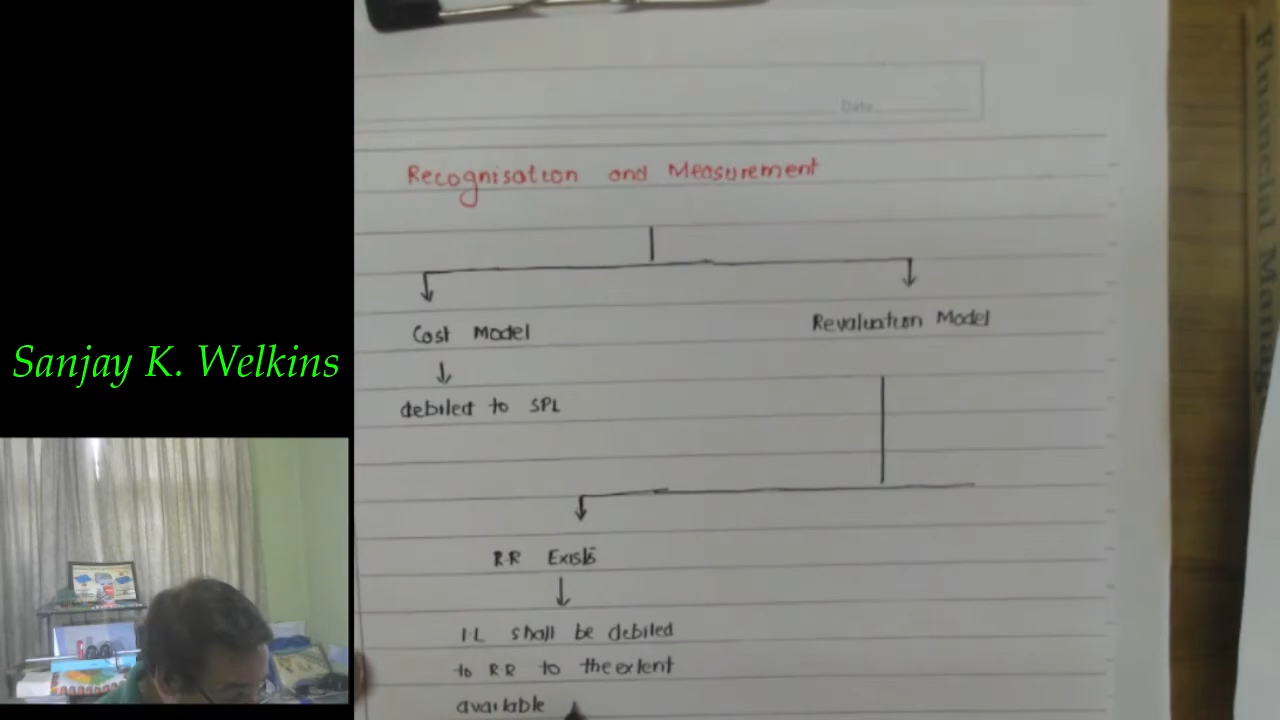 Date
Recognisation and Measurement
Cost Model
Revaluation Model
debited to SPL
R.R Exists
I.L shall be debited
to RR to the extent
available
Sanjay K. Welkins